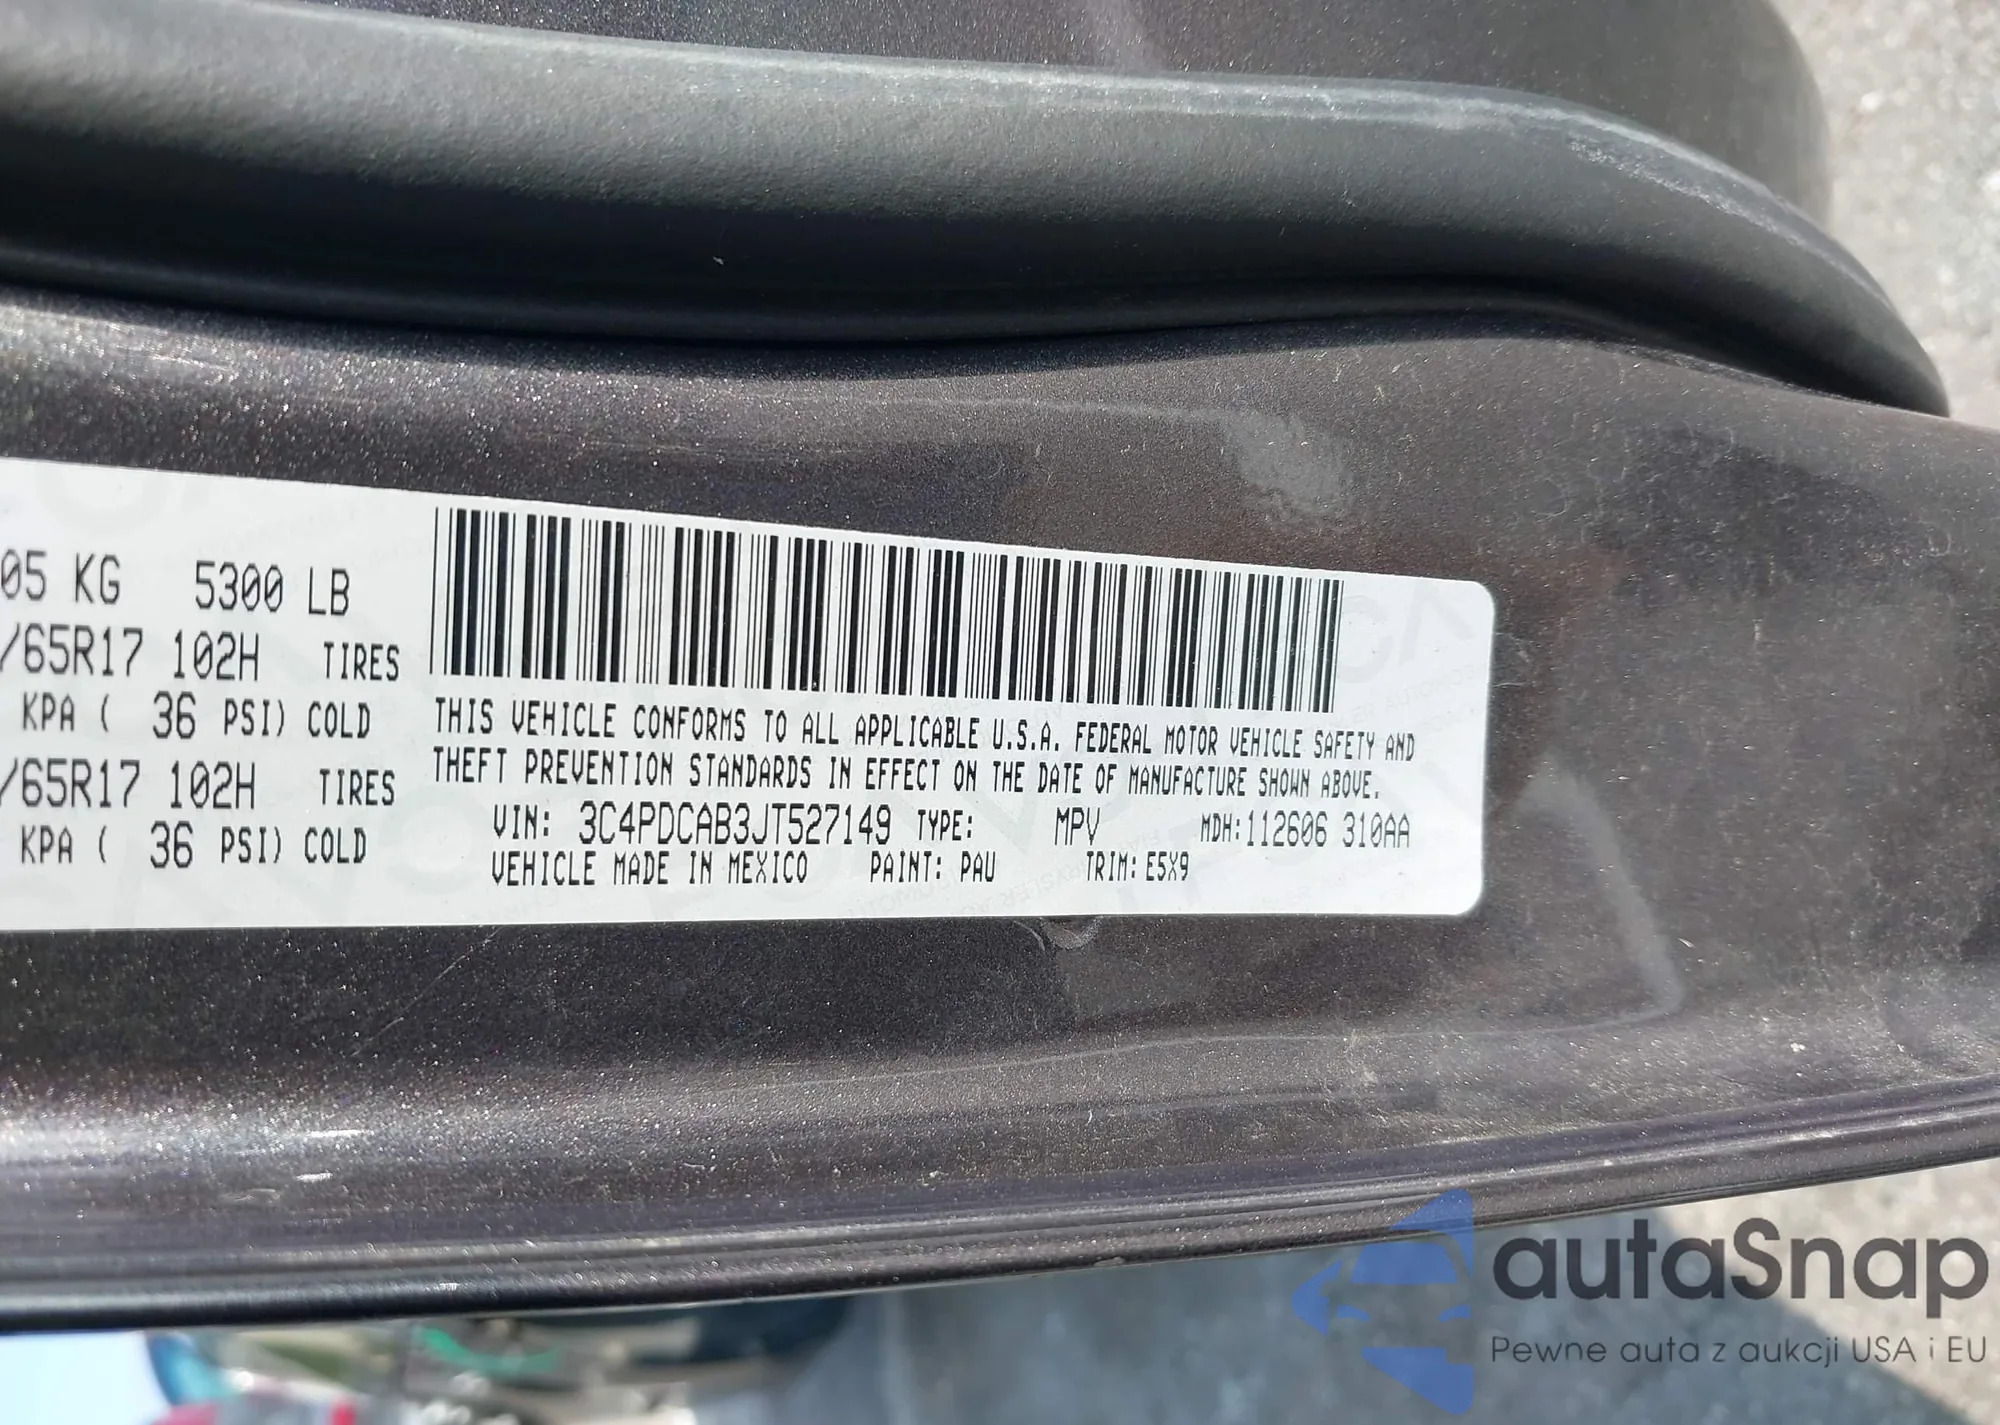 05 KG 5300 LB
/65R17 102H TIRES
KPA ( 36 PSI) COLD
/65R17 102H TIRES
KPA ( 36 PSI) COLD
THIS VEHICLE CONFORMS TO ALL APPLICABLE U.S.A. FEDERAL MOTOR VEHICLE SAFETY AND
THEFT PREVENTION STANDARDS IN EFFECT ON THE DATE OF MANUFACTURE SHOWN ABOVE.
VIN: 3C4PDCAB3JT527149 TYPE: MPV MDH:112606 310AA
VEHICLE MADE IN MEXICO PAINT: PAU TRIM: E5X9
autaSnap
Pewne auta z aukcji USA i EU